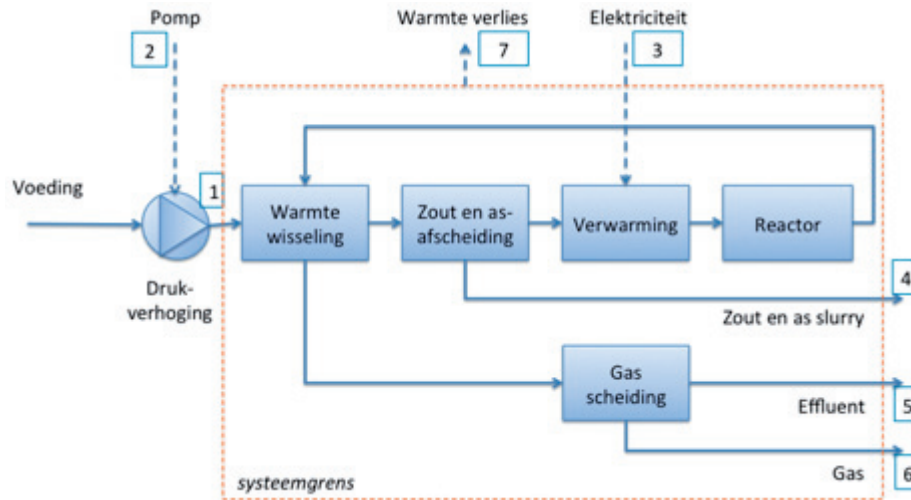 Pomp
2
Warmte verlies
7
Elektriciteit
3
Voeding
1
Druk-
verhoging
Warmte
wisseling
Zout en as-
afscheiding
Verwarming
Reactor
4
Zout en as slurry
Gas
scheiding
Effluent
5
Gas
6
systeemgrens